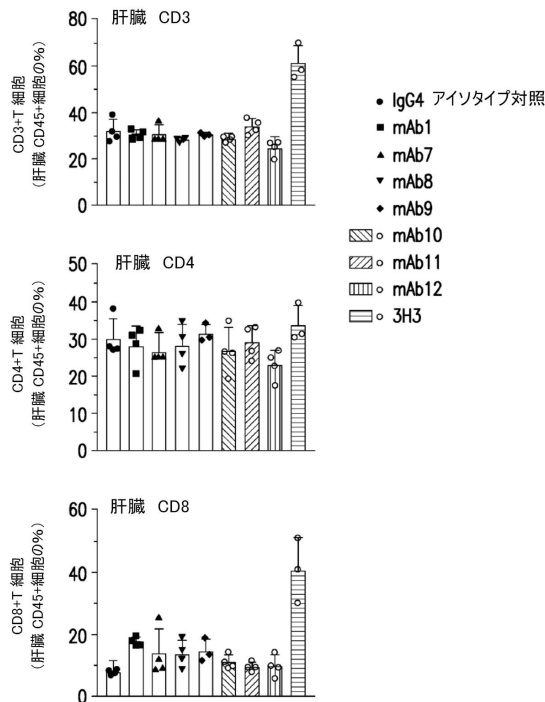 肝臓 CD3
CD3+T 細胞
(肝臓 CD45+細胞の%)
80
60
40
20
0
IgG4 アイソタイプ対照
mAb1
mAb7
mAb8
mAb9
mAb10
mAb11
mAb12
3H3
肝臓 CD4
CD4+T 細胞
(肝臓 CD45+細胞の%)
50
40
30
20
10
0
肝臓 CD8
CD8+T 細胞
(肝臓 CD45+細胞の%)
60
40
20
10
0